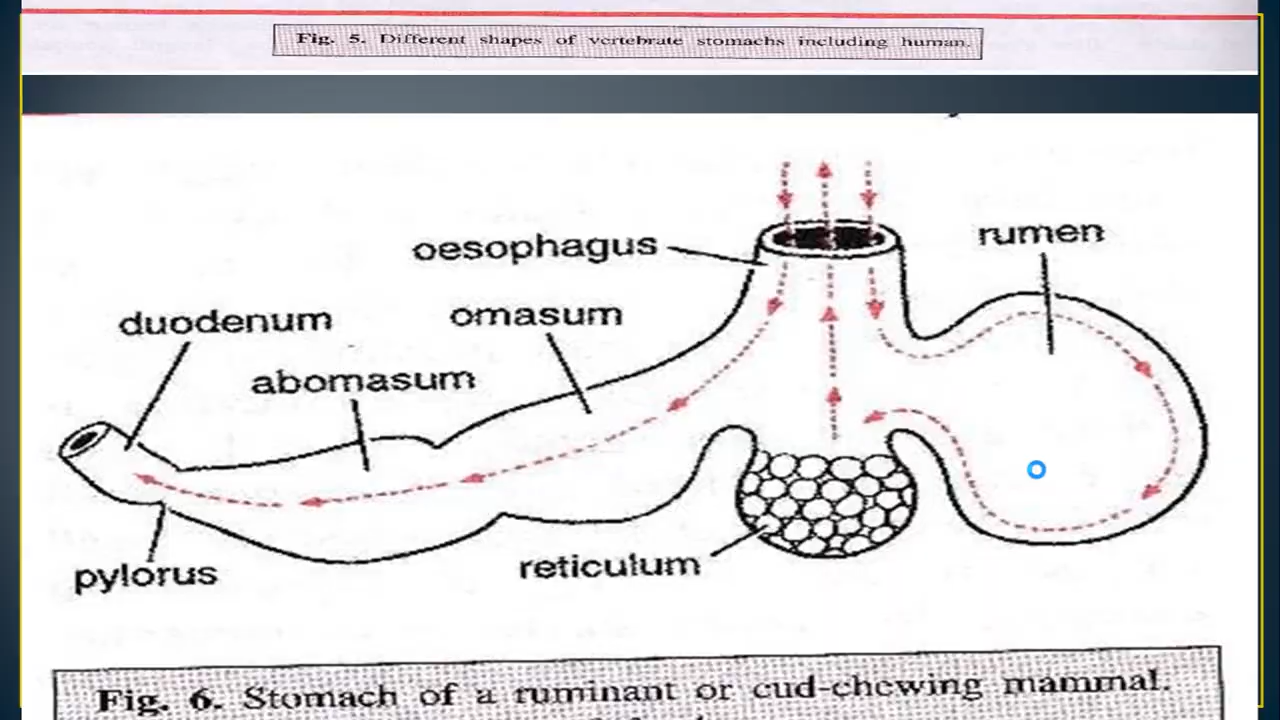 Fig. 5. Different shapes of vertebrate stomachs including human.
oesophagus
rumen
duodenum
omasum
abomasum
reticulum
pylorus
Fig. 6. Stomach of a ruminant or cud-chewing mammal.